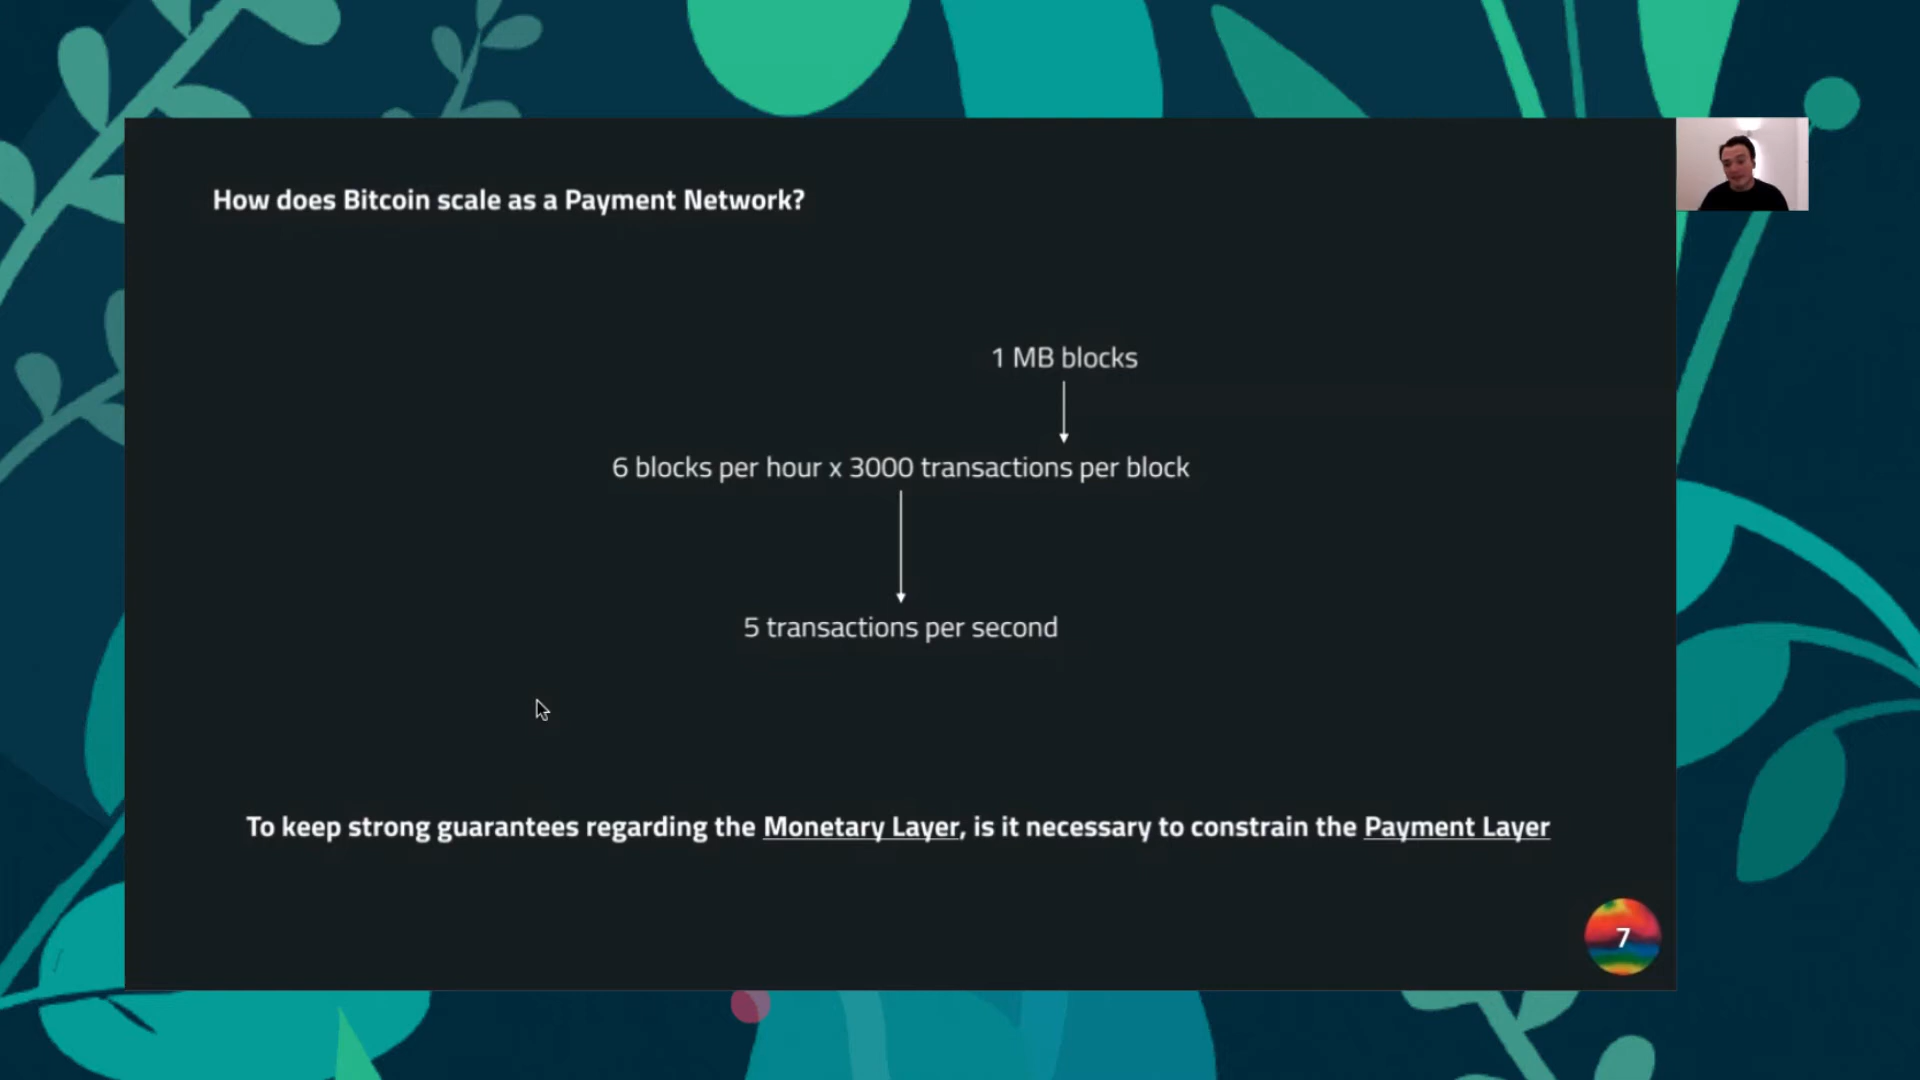 How does Bitcoin scale as a Payment Network?
1 MB blocks
6 blocks per hour x 3000 transactions per block
5 transactions per second
To keep strong guarantees regarding the Monetary Layer, is it necessary to constrain the Payment Layer
7